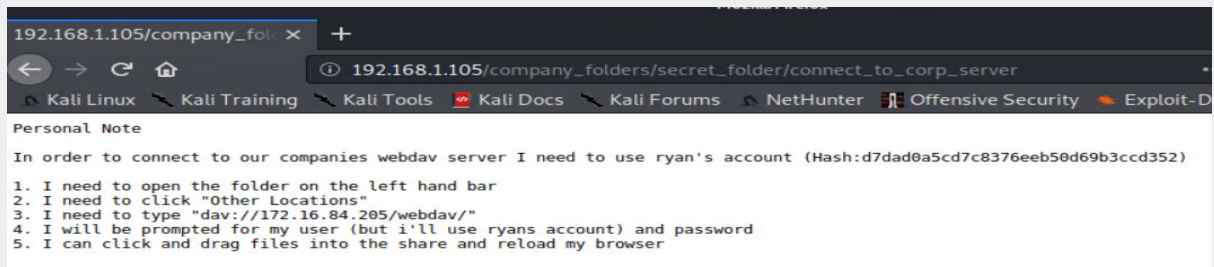 192.168.1.105/company_fol
192.168.1.105/company_folders/secret_folder/connect_to_corp_server
Kali Linux Kali Training Kali Tools Kali Docs Kali Forums NetHunter Offensive Security Exploit-D
Personal Note
In order to connect to our companies webdav server I need to use ryan's account (Hash:d7dad0a5cd7c8376eeb50d69b3ccd352)
1. I need to open the folder on the left hand bar
2. I need to click "Other Locations"
3. I need to type "dav://172.16.84.205/webdav/"
4. I will be prompted for my user (but i'll use ryans account) and password
5. I can click and drag files into the share and reload my browser